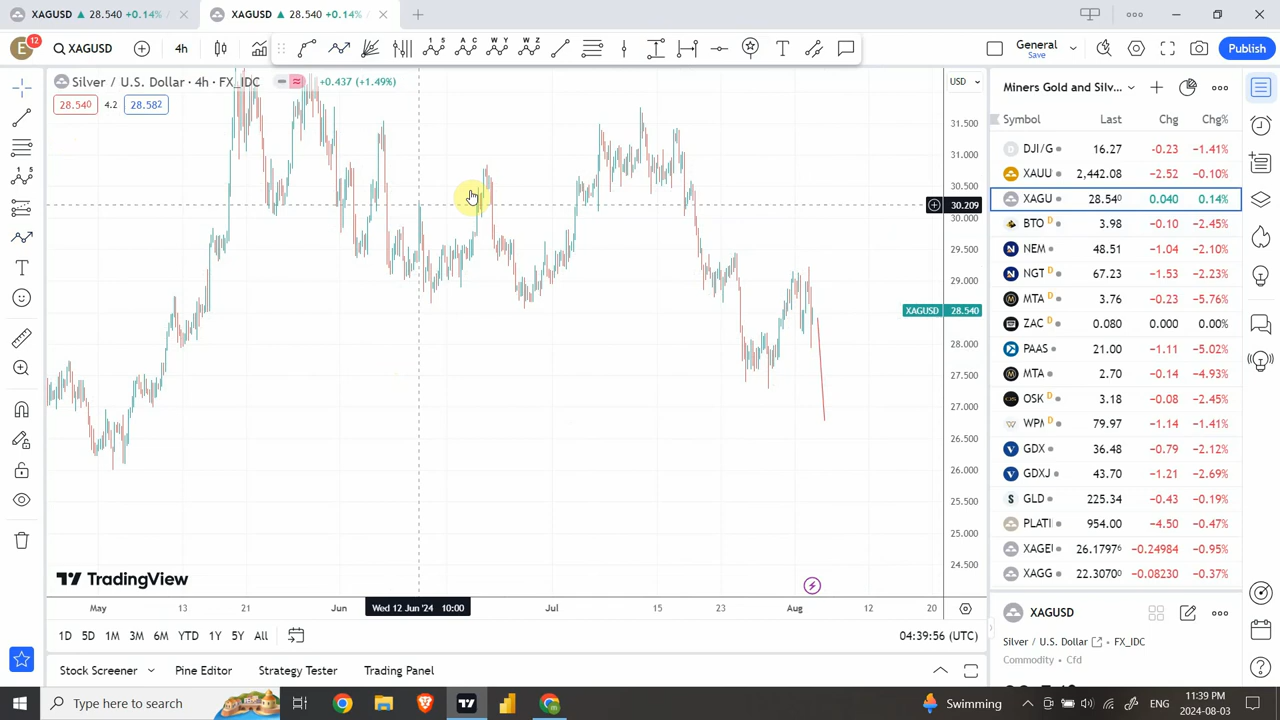 XAGUSD ▲ 28.540 +0.14%
XAGUSD ▲ 28.540 +0.14%
E 12 XAGUSD 4h
General
Save
Publish
Silver / U.S. Dollar · 4h · FX_IDC +0.437 (+1.49%)
28.540 4.2 28.582
USD
31.500
31.000
30.500
30.209
30.000
29.500
29.000
XAGUSD 28.540
28.000
27.500
27.000
26.500
26.000
25.500
25.000
24.500
TradingView
May 13 21 Jun Wed 12 Jun '24 10:00 Jul 15 23 Aug 12 20
1D 5D 1M 3M 6M YTD 1Y 5Y All
04:39:56 (UTC)
Stock Screener Pine Editor Strategy Tester Trading Panel
Miners Gold and Silv...
Symbol Last Chg Chg%
DJI/G 16.27 −0.23 −1.41%
XAUU 2,442.08 −2.52 −0.10%
XAGU 28.540 0.040 0.14%
BTO D 3.98 −0.10 −2.45%
NEM 48.51 −1.04 −2.10%
NGT D 67.23 −1.53 −2.23%
MTA D 3.76 −0.23 −5.76%
ZAC D 0.080 0.000 0.00%
PAAS 21.00 −1.11 −5.02%
MTA 2.70 −0.14 −4.93%
OSK D 3.18 −0.08 −2.45%
WPM D 79.97 −1.14 −1.41%
GDX 36.48 −0.79 −2.12%
GDXJ 43.70 −1.21 −2.69%
GLD 225.34 −0.43 −0.19%
PLATI 954.00 −4.50 −0.47%
26.1797⁶ −0.24984 −0.95%
XAGG 22.3070⁰ −0.08230 −0.37%
XAGUSD
Silver / U.S. Dollar FX_IDC
Commodity Cfd
Type here to search
Swimming
ENG
11:39 PM
2024-08-03